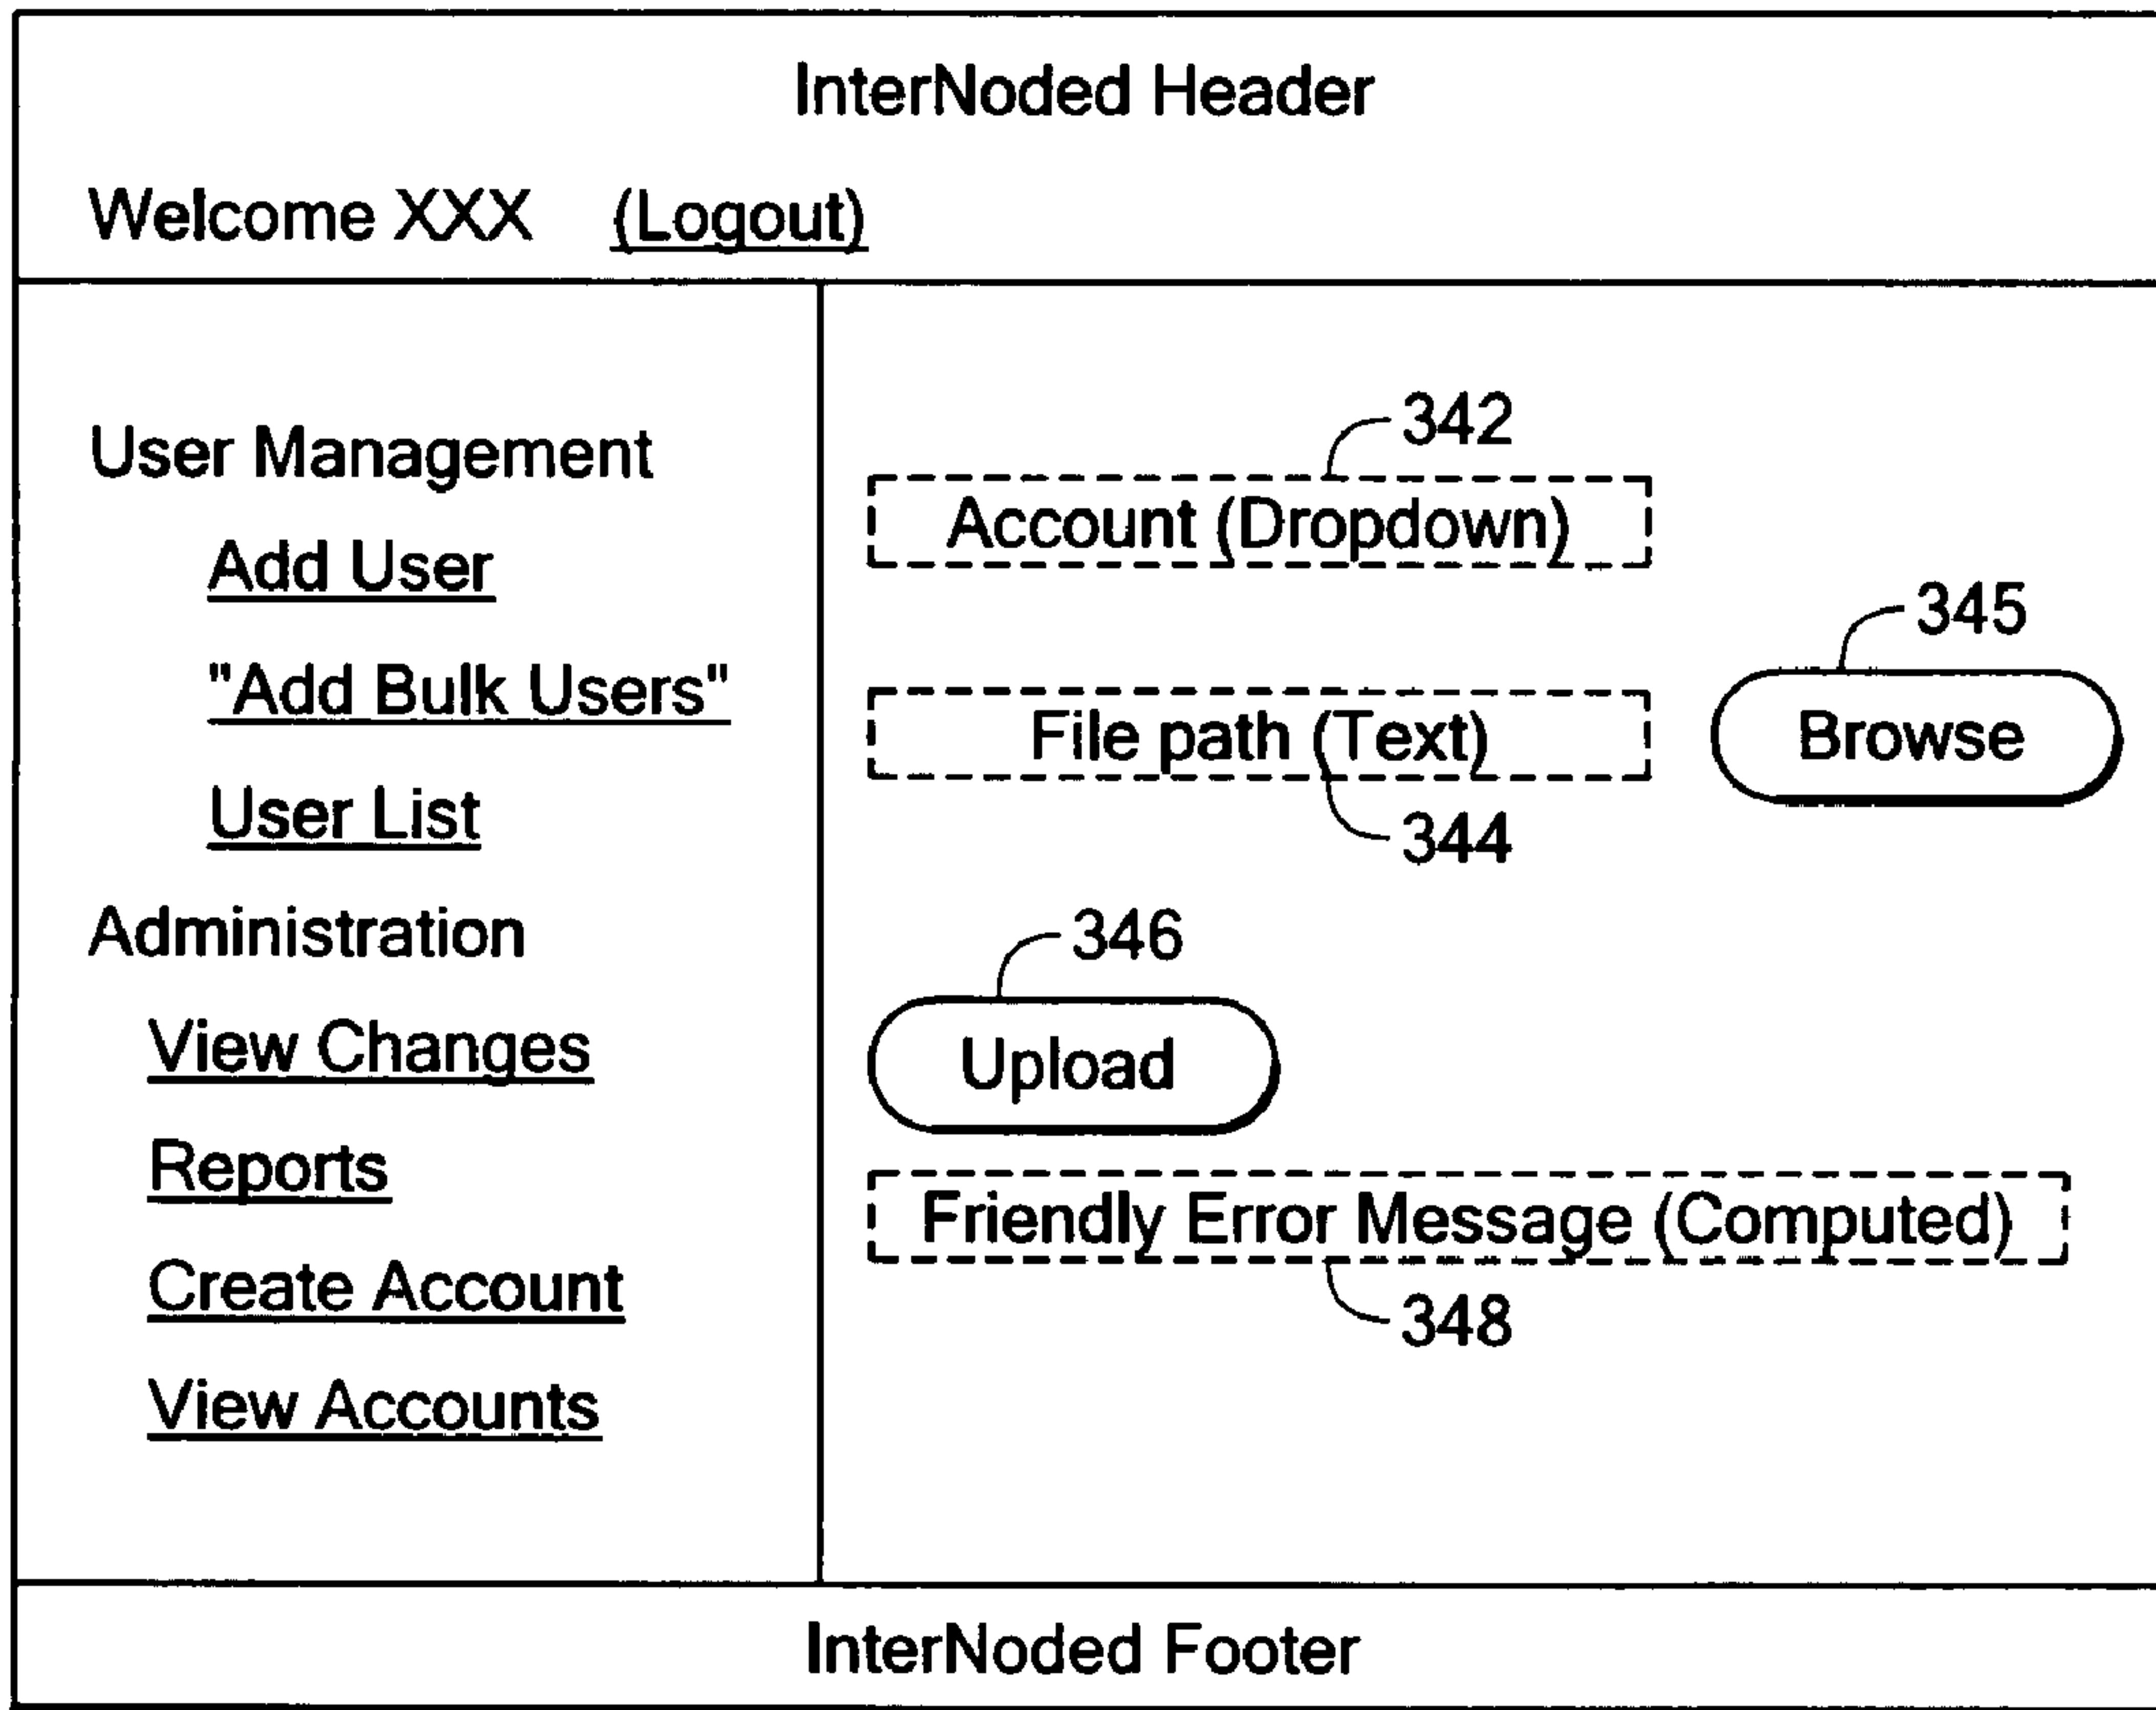 InterNoded Header
Welcome XXX (Logout)
User Management
Add User
"Add Bulk Users"
User List
Administration
View Changes
Reports
Create Account
View Accounts
342
Account (Dropdown)
345
File path (Text)
Browse
344
346
Upload
Friendly Error Message (Computed)
348
InterNoded Footer